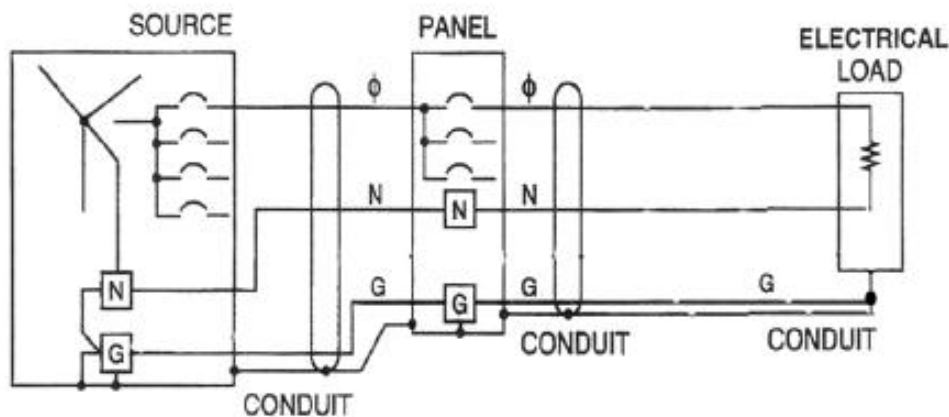 SOURCE
PANEL
ELECTRICAL
LOAD
ϕ
ϕ
N
N
N
N
G
G
G
G
G
CONDUIT
CONDUIT
CONDUIT